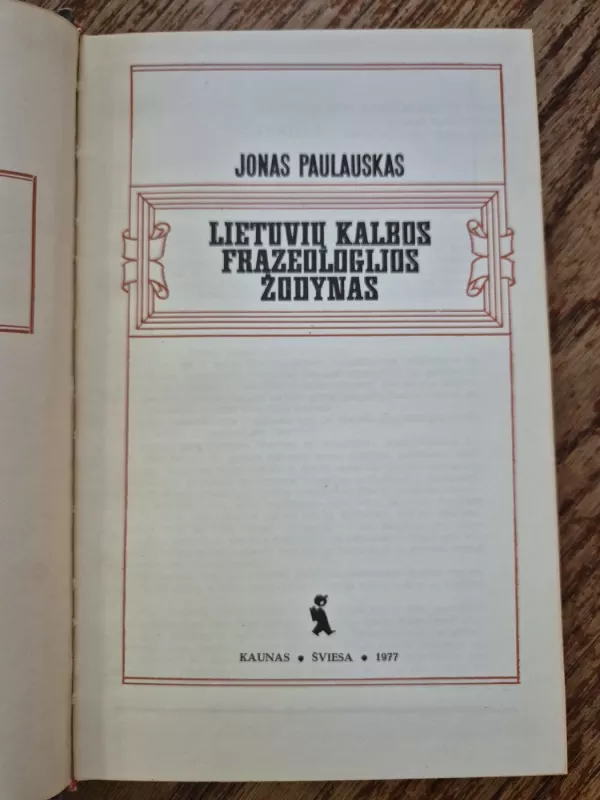 JONAS PAULAUSKAS
LIETUVIŲ KALBOS
FRAZEOLOGIJOS
ŽODYNAS
KAUNAS • ŠVIESA • 1977